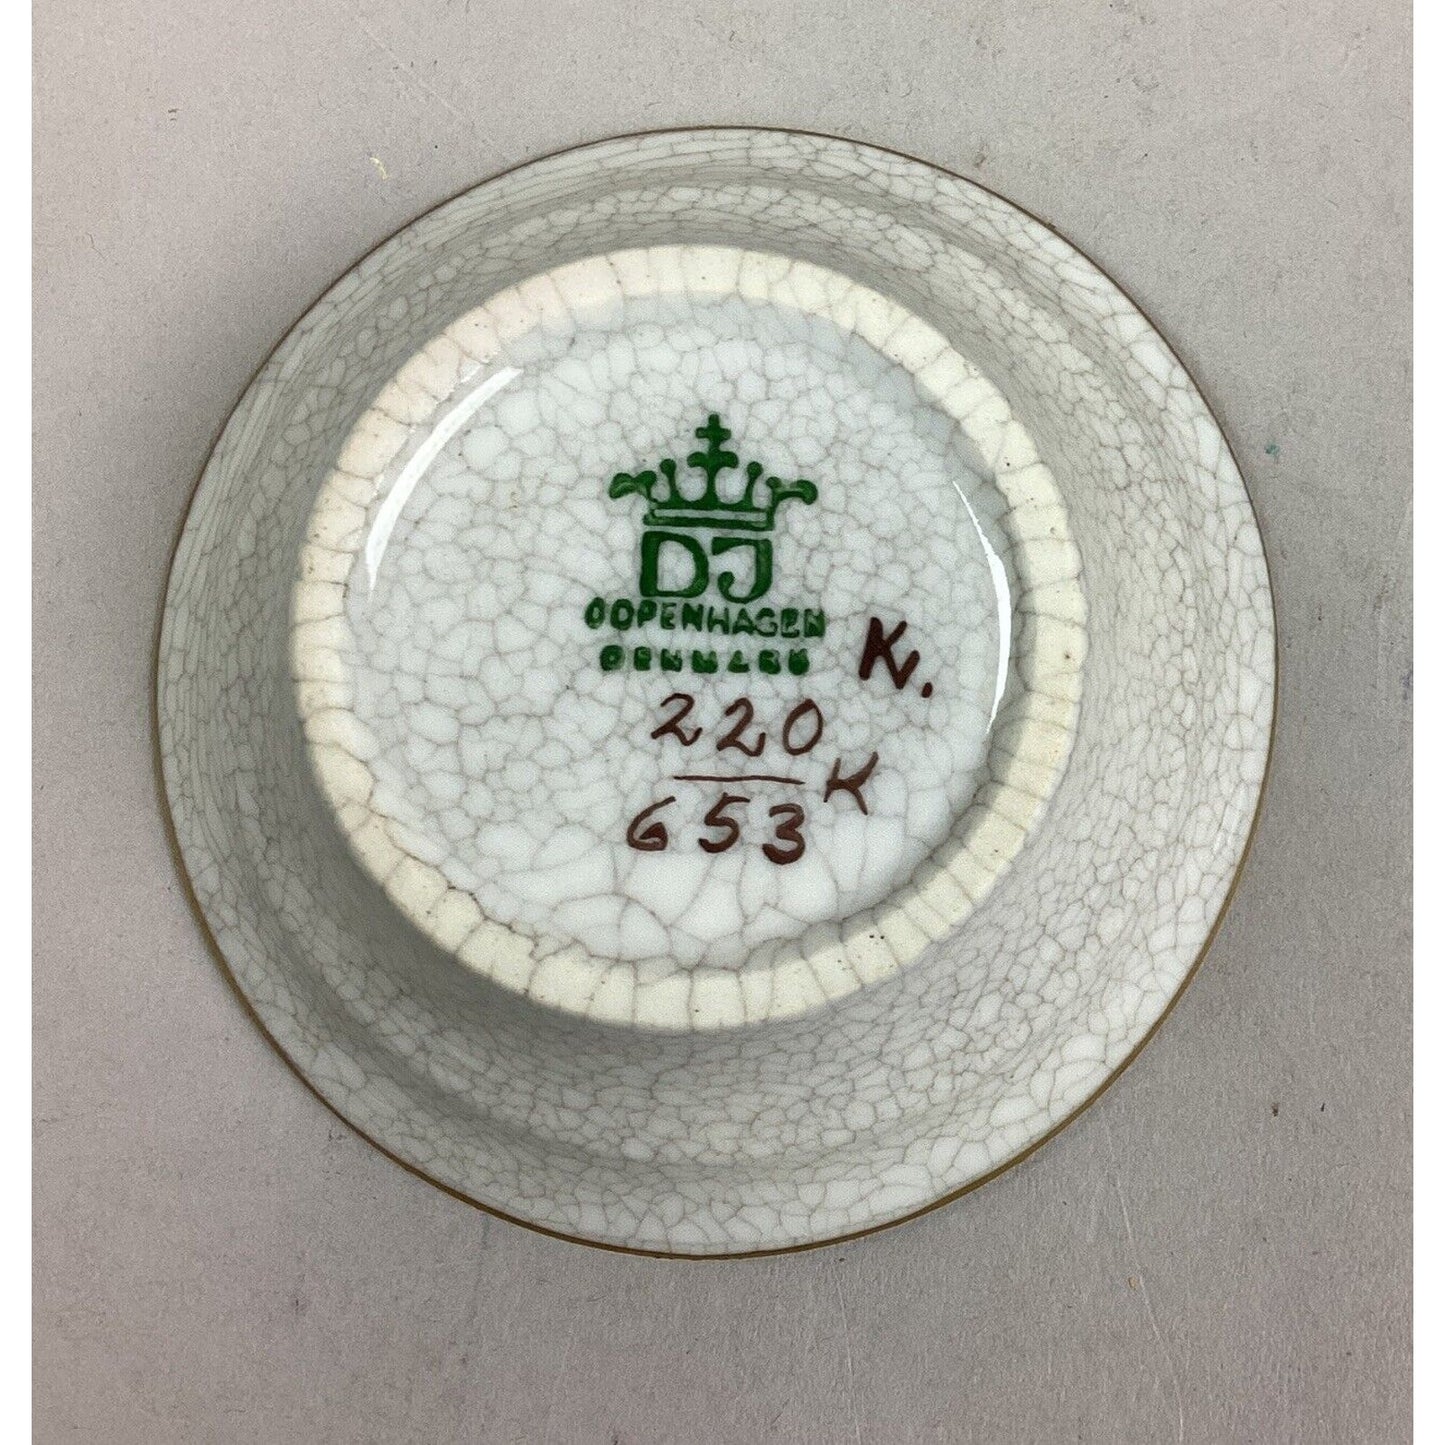 DJ
COPENHAGEN
DENMARK
K.
220
K
653